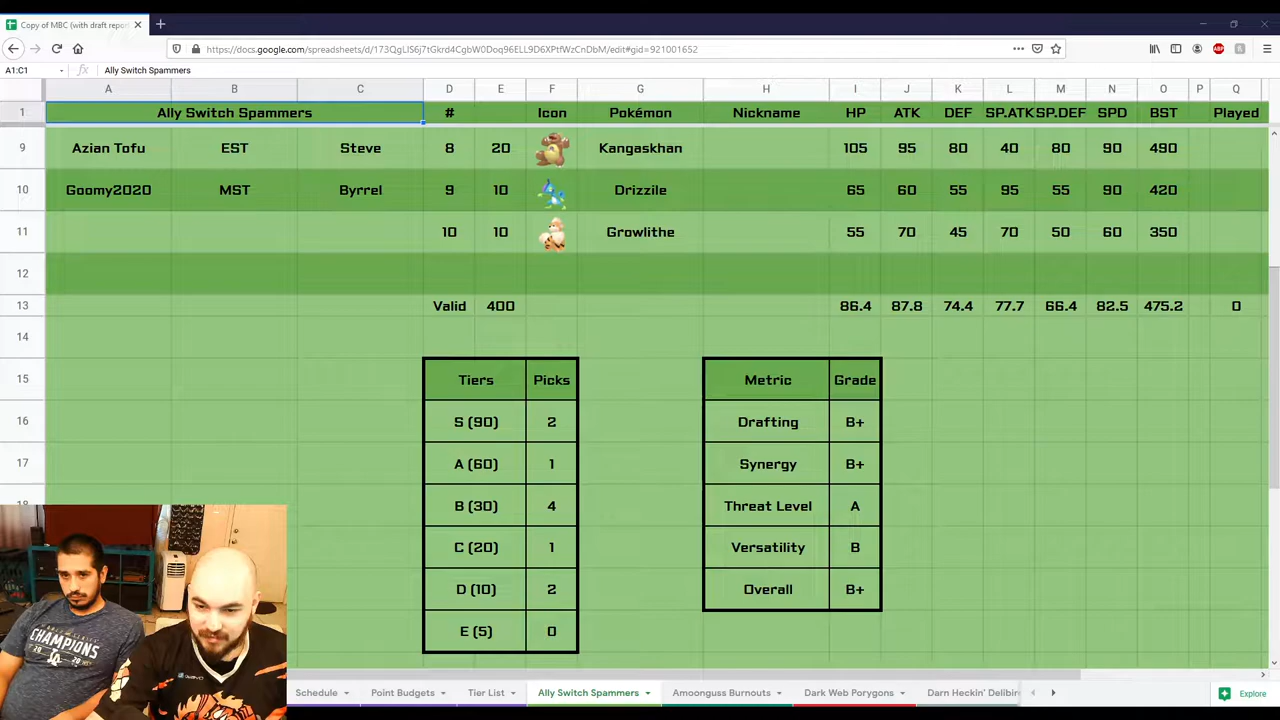 Copy of MBC (with draft repor
https://docs.google.com/spreadsheets/d/173QgLIS6j7tGkrd4CgbW0Doq96ELL9D6XPtfWzCnDbM/edit#gid=921001652
A1:C1 fx Ally Switch Spammers
A B C D E F G H I J K L M N O P Q
1 Ally Switch Spammers # Icon Pokémon Nickname HP ATK DEF SP.ATK SP.DEF SPD BST Played
9 Azian Tofu EST Steve 8 20 Kangaskhan 105 95 80 40 80 90 490
10 Goomy2020 MST Byrrel 9 10 Drizzile 65 60 55 95 55 90 420
11 10 10 Growlithe 55 70 45 70 50 60 350
12
13 Valid 400 86.4 87.8 74.4 77.7 66.4 82.5 475.2 0
14
15 Tiers Picks Metric Grade
16 S (90) 2 Drafting B+
17 A (60) 1 Synergy B+
18 B (30) 4 Threat Level A
C (20) 1 Versatility B
D (10) 2 Overall B+
E (5) 0
CHAMPIONS
Schedule Point Budgets Tier List Ally Switch Spammers Amoonguss Burnouts Dark Web Porygons Darn Heckin' Delibir Explore